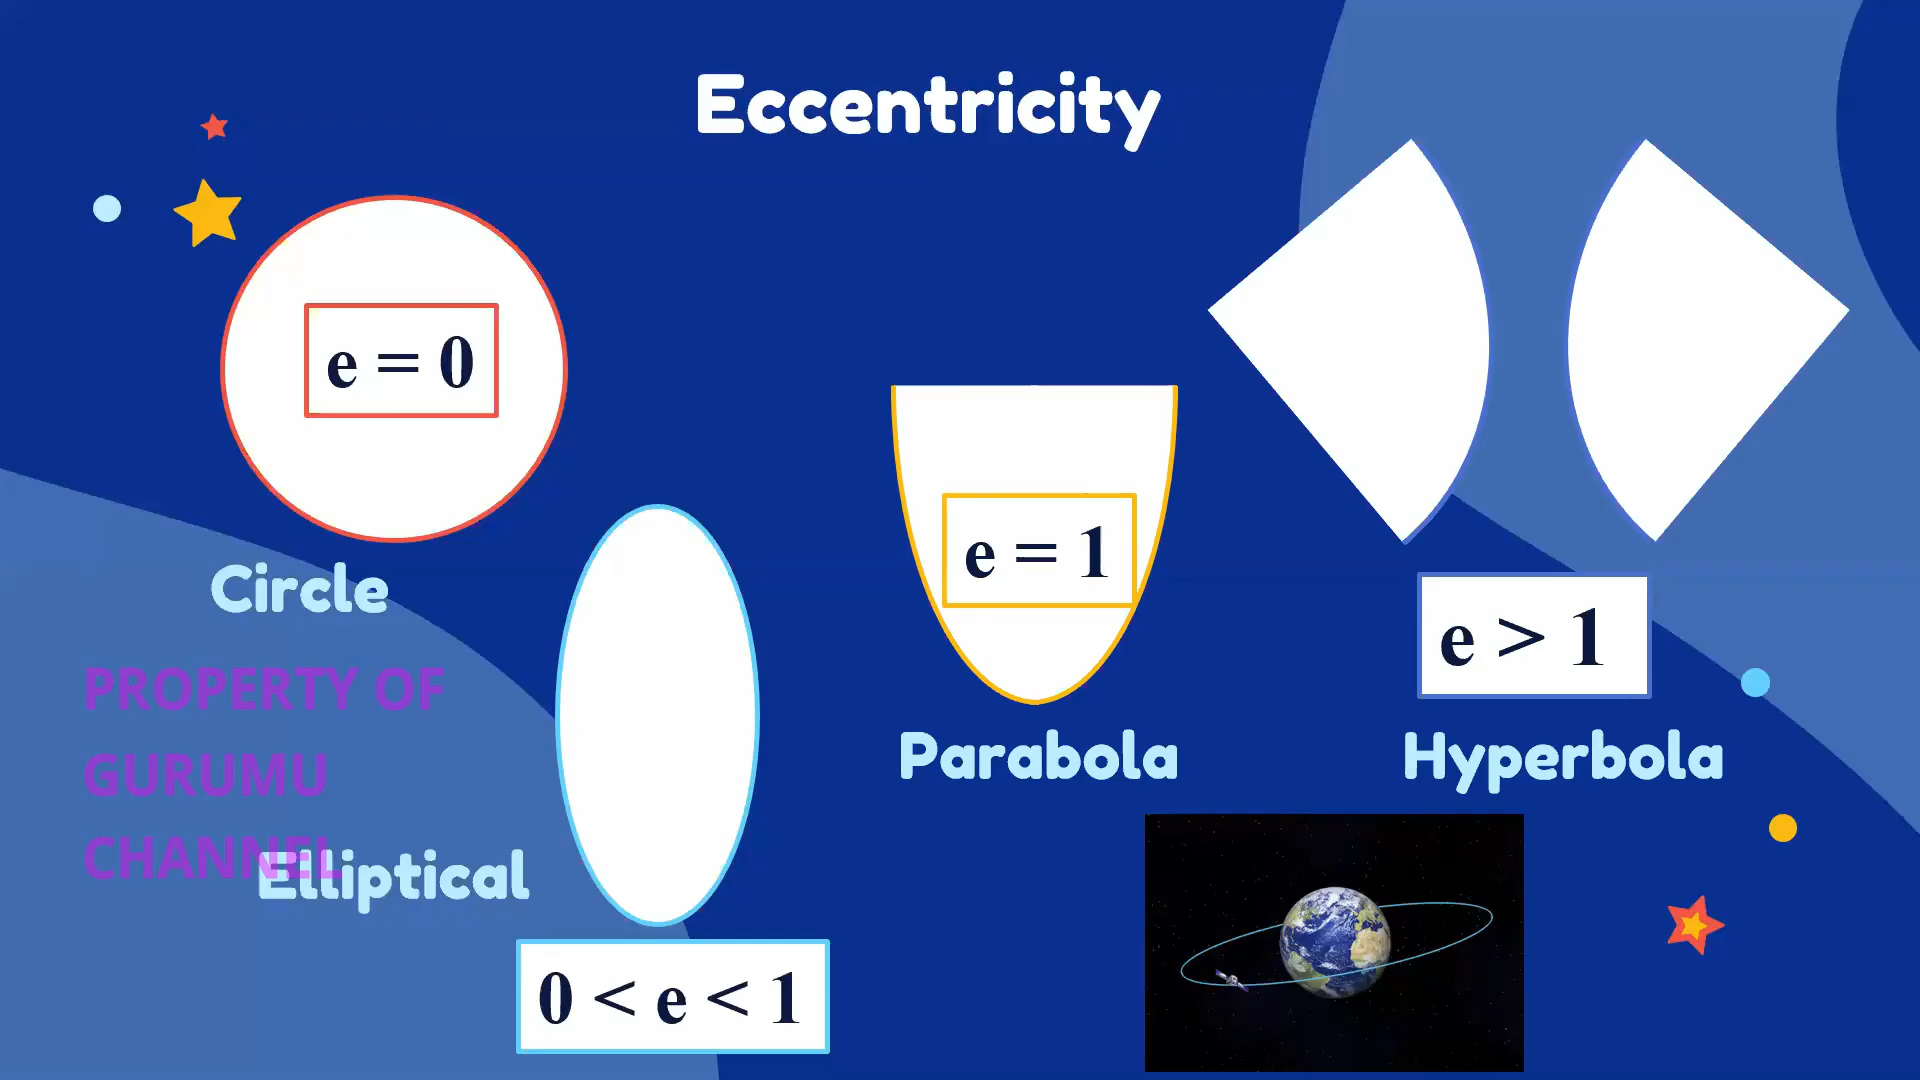 Eccentricity
e = 0
Circle
e = 1
Parabola
e > 1
Hyperbola
PROPERTY OF
GURUMU
CHANNEL
Elliptical
0 < e < 1